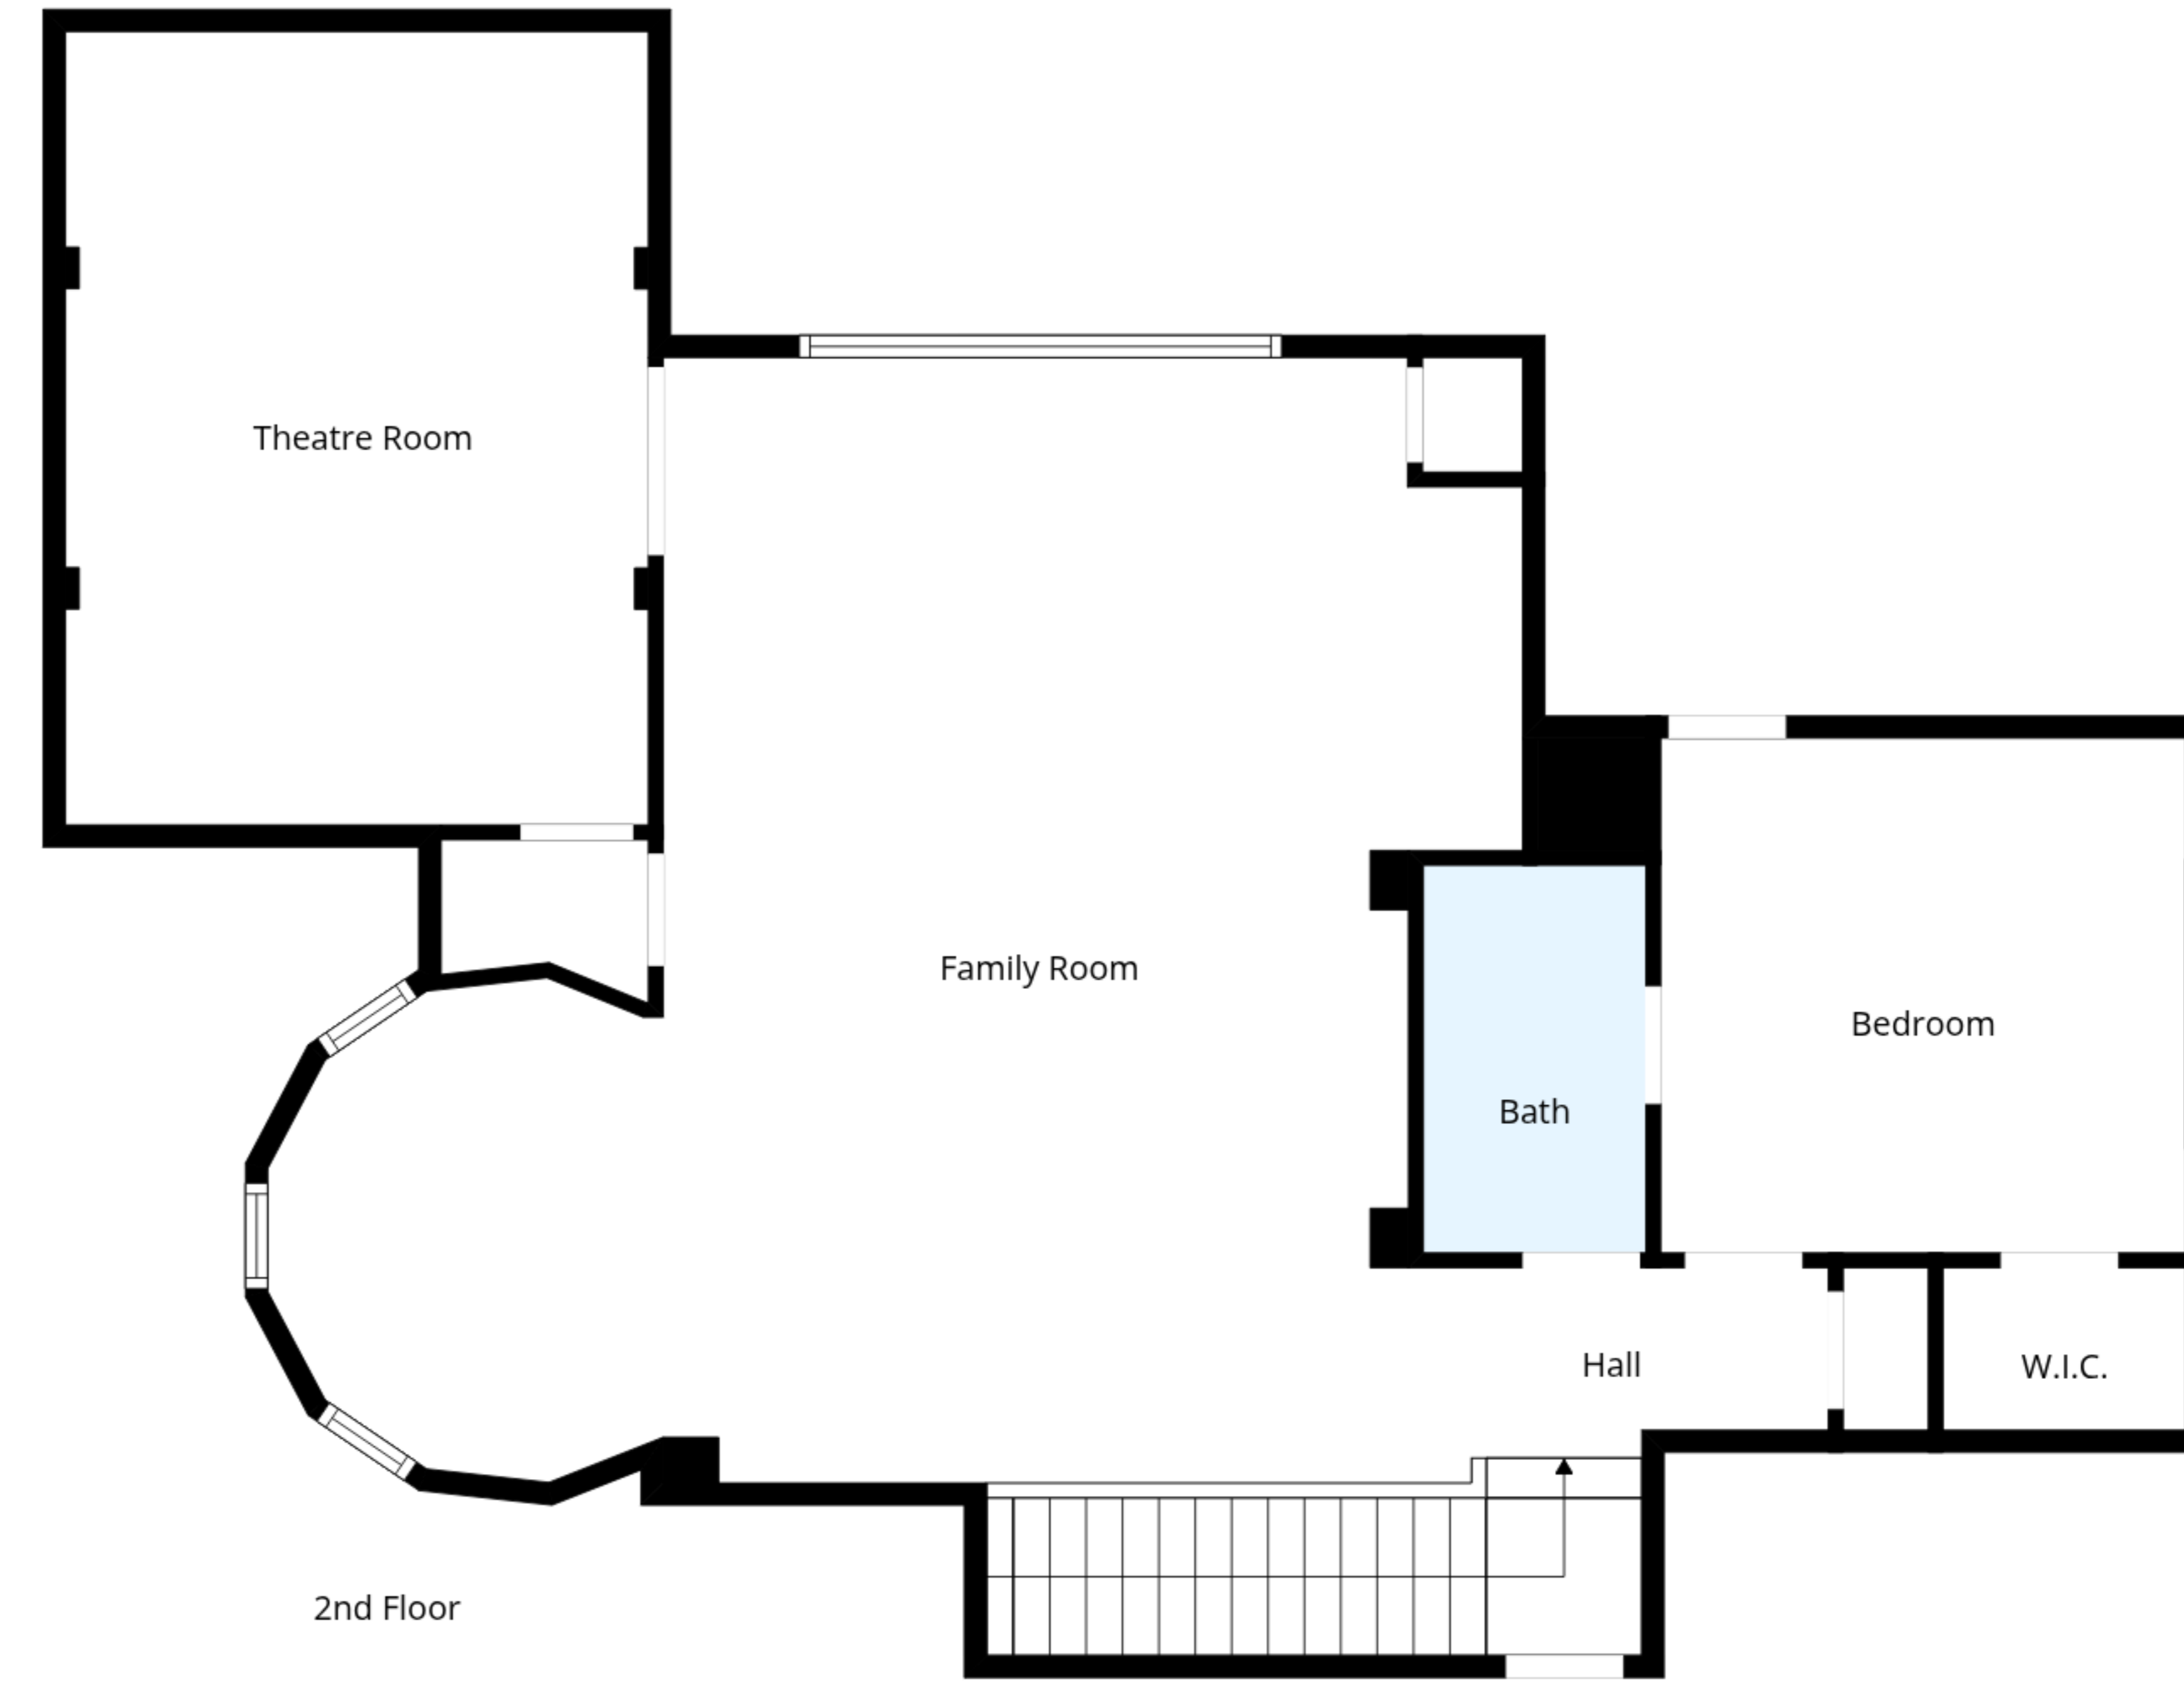 Theatre Room
Family Room
Bedroom
Bath
Hall
W.I.C.
2nd Floor